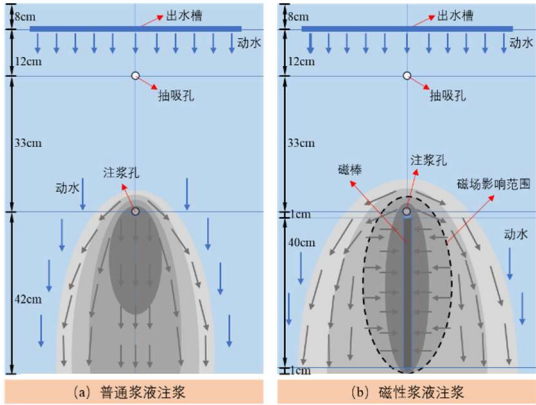 8cm
出水槽
动水
12cm
抽吸孔
33cm
注浆孔
动水
42cm
(a) 普通浆液注浆
8cm
出水槽
动水
12cm
抽吸孔
33cm
注浆孔
磁棒
磁场影响范围
1cm
40cm
动水
1cm
(b) 磁性浆液注浆